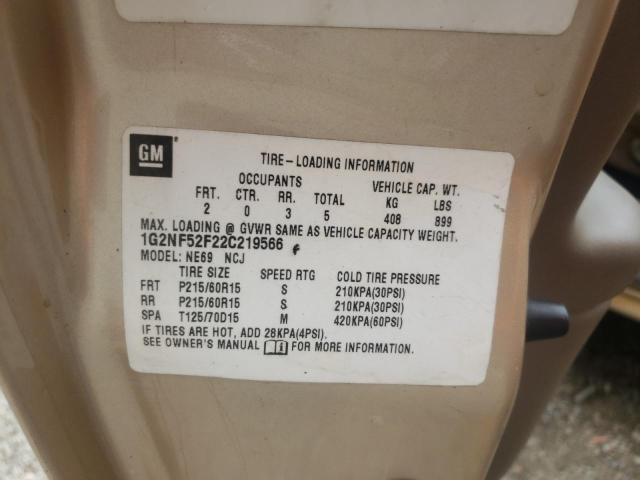 GM
TIRE-LOADING INFORMATION
OCCUPANTS VEHICLE CAP. WT.
FRT. CTR. RR. TOTAL KG LBS
2 0 3 5 408 899
MAX. LOADING @ GVWR SAME AS VEHICLE CAPACITY WEIGHT.
1G2NF52F22C219566
MODEL: NE69 NCJ
TIRE SIZE SPEED RTG COLD TIRE PRESSURE
FRT P215/60R15 S 210KPA(30PSI)
RR P215/60R15 S 210KPA(30PSI)
SPA T125/70D15 M 420KPA(60PSI)
IF TIRES ARE HOT, ADD 28KPA(4PSI).
SEE OWNER'S MANUAL FOR MORE INFORMATION.